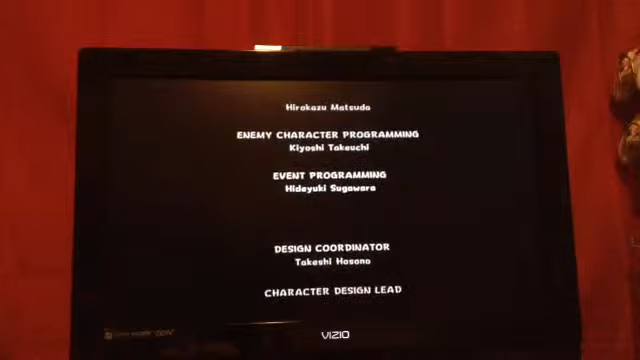 Hirokazu Matsuda
ENEMY CHARACTER PROGRAMMING
Kiyoshi Takeuchi
EVENT PROGRAMMING
Hideyuki Sugawara
DESIGN COORDINATOR
Takeshi Hosono
CHARACTER DESIGN LEAD
VIZIO